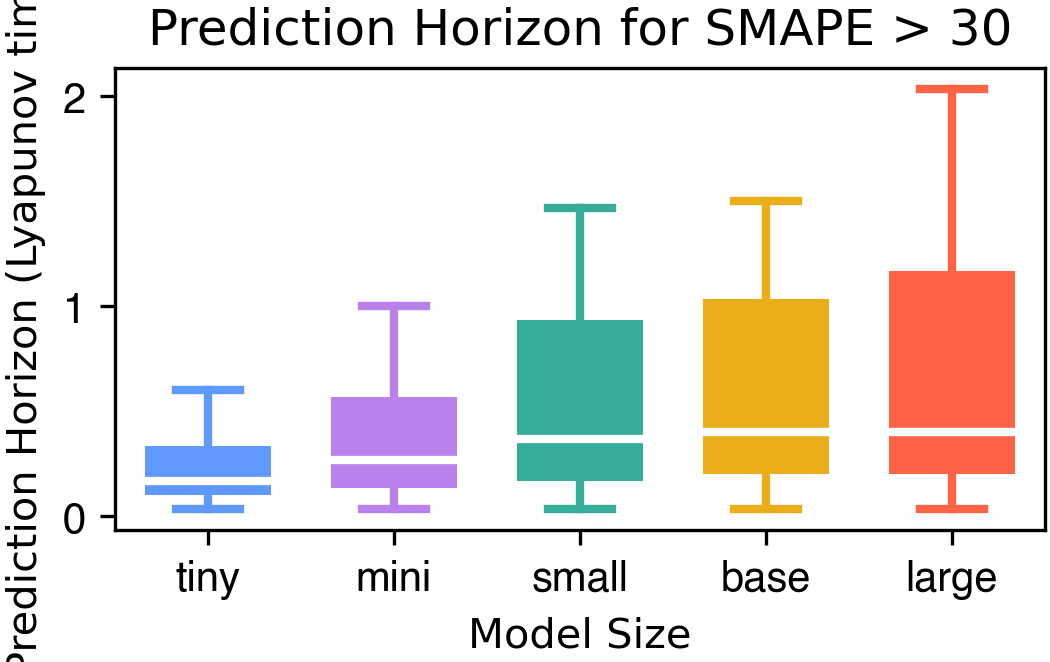 Prediction Horizon for SMAPE > 30
Prediction Horizon (Lyapunov
2
1
0
tiny
mini
small
base
large
Model Size